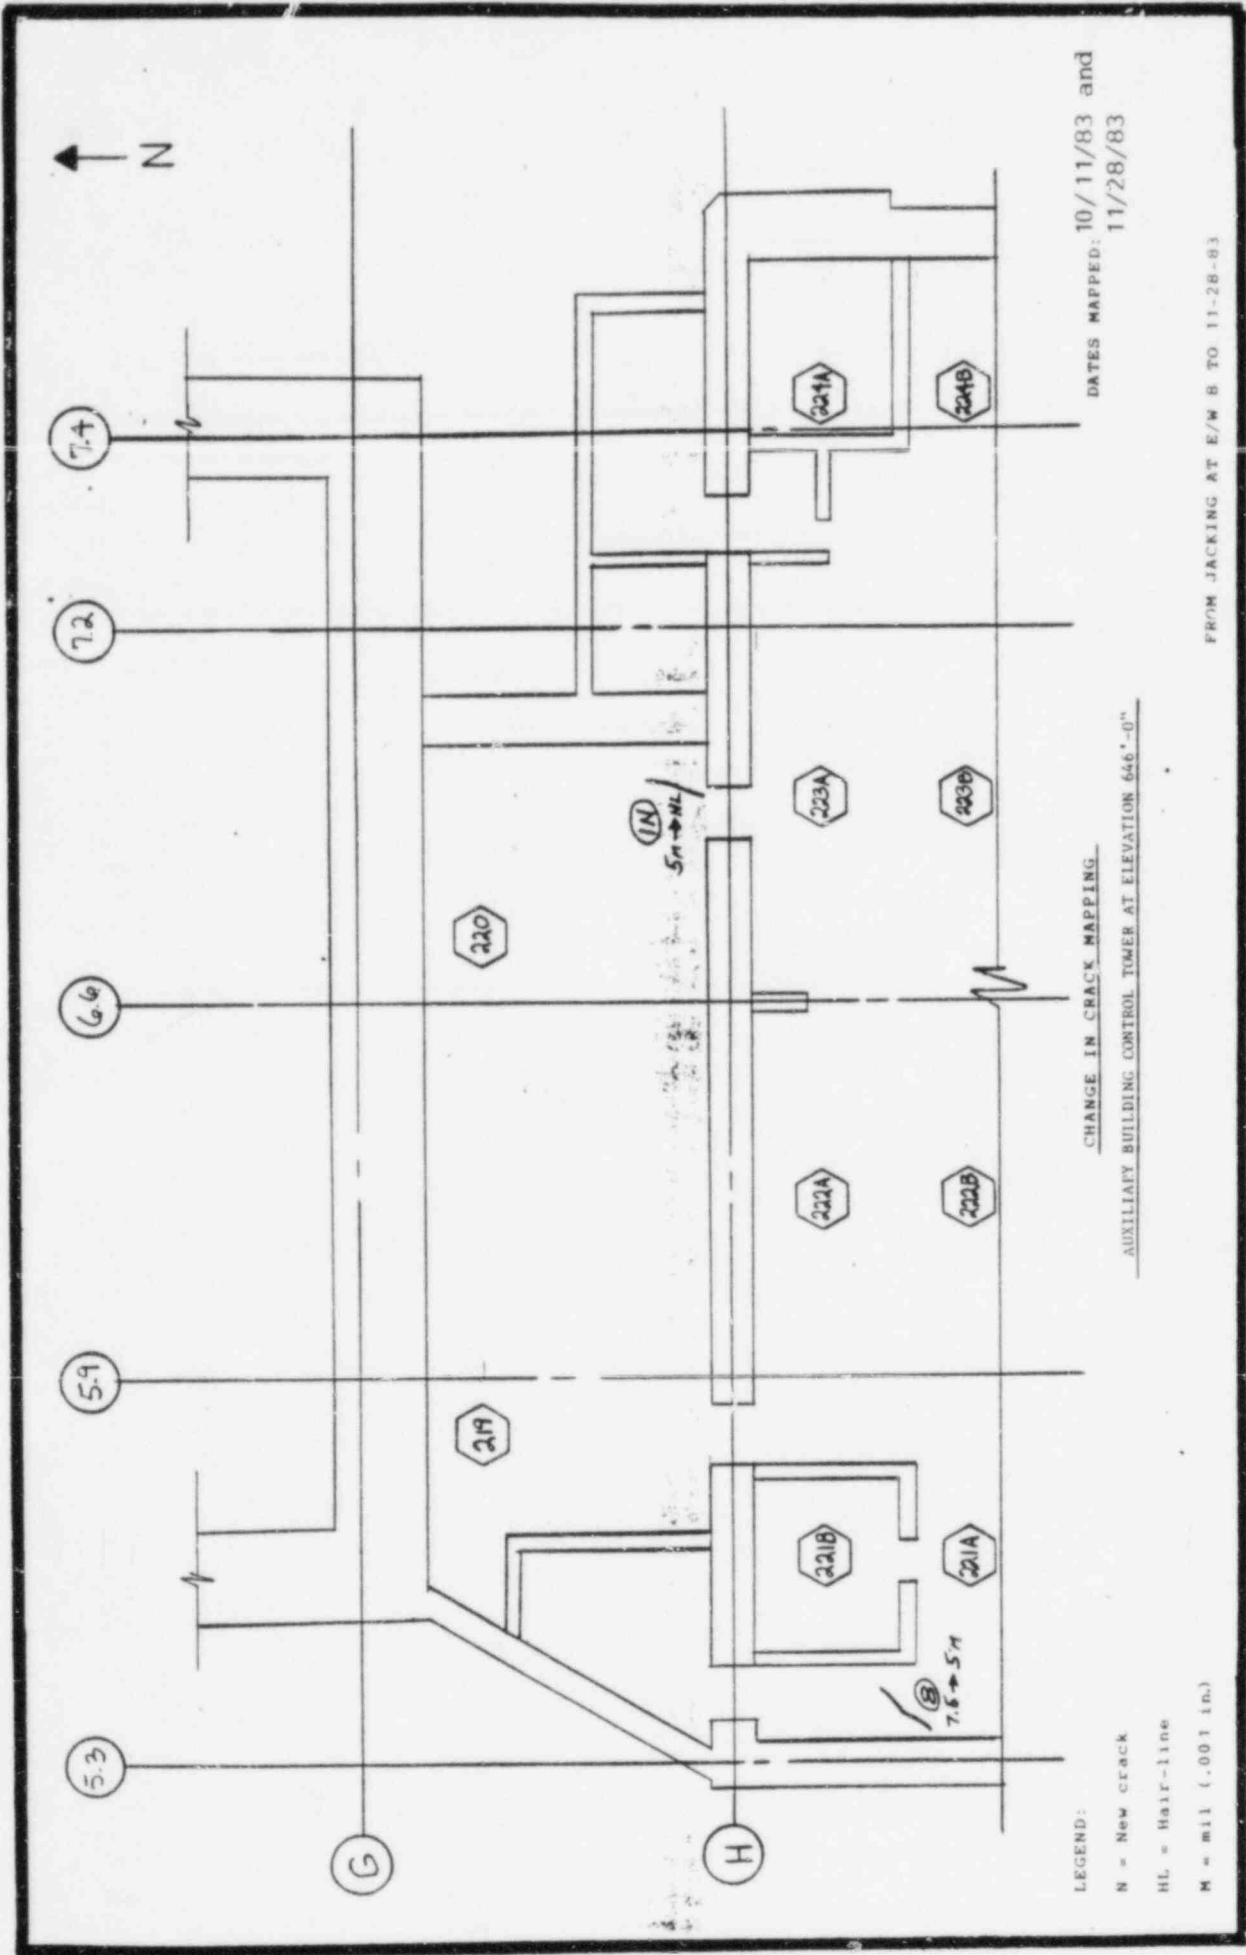 5.3
5.9
6.6
7.2
7.4
N
G
H
219
220
1N
5M→HL
221B
222A
223A
224A
221A
222B
223B
224B
8
7.5→5M
LEGEND:
N = New crack
HL = Hair-line
M = mil (.001 in.)
CHANGE IN CRACK MAPPING
AUXILIARY BUILDING CONTROL TOWER AT ELEVATION 646'-0"
DATES MAPPED: 10/11/83 and
11/28/83
FROM JACKING AT E/W 8 TO 11-28-83